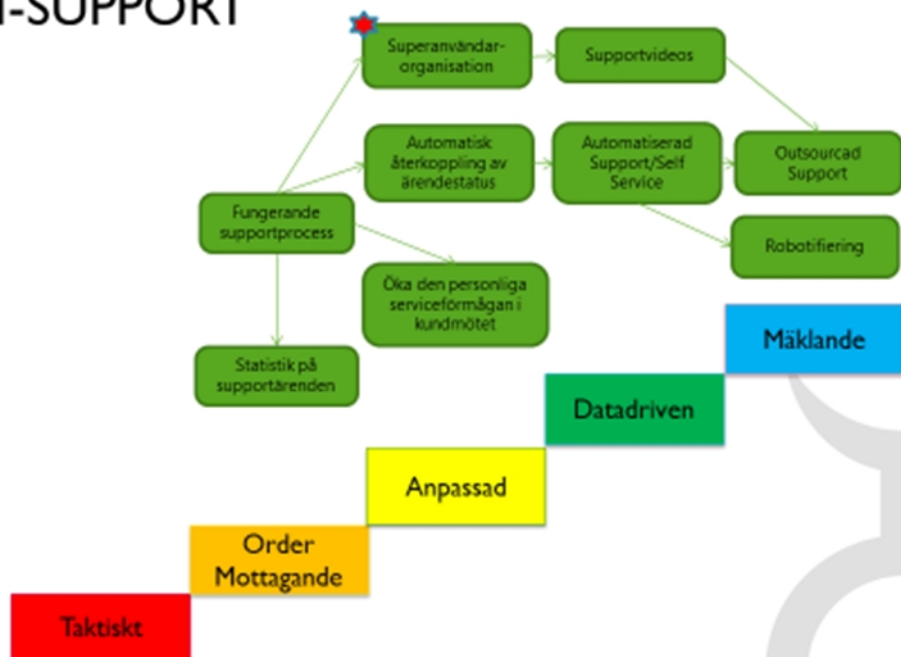 -SUPPORT
Superanvändar-
organisation
Supportvideos
Automatisk
återkoppling av
ärendestatus
Automatiserad
Support/Self
Service
Outsourcad
Support
Fungerande
supportprocess
Robotifiering
Öka den personliga
serviceförmågan i
kundmötet
Statistik på
supportärenden
Mäklande
Datadriven
Anpassad
Order
Mottagande
Taktiskt